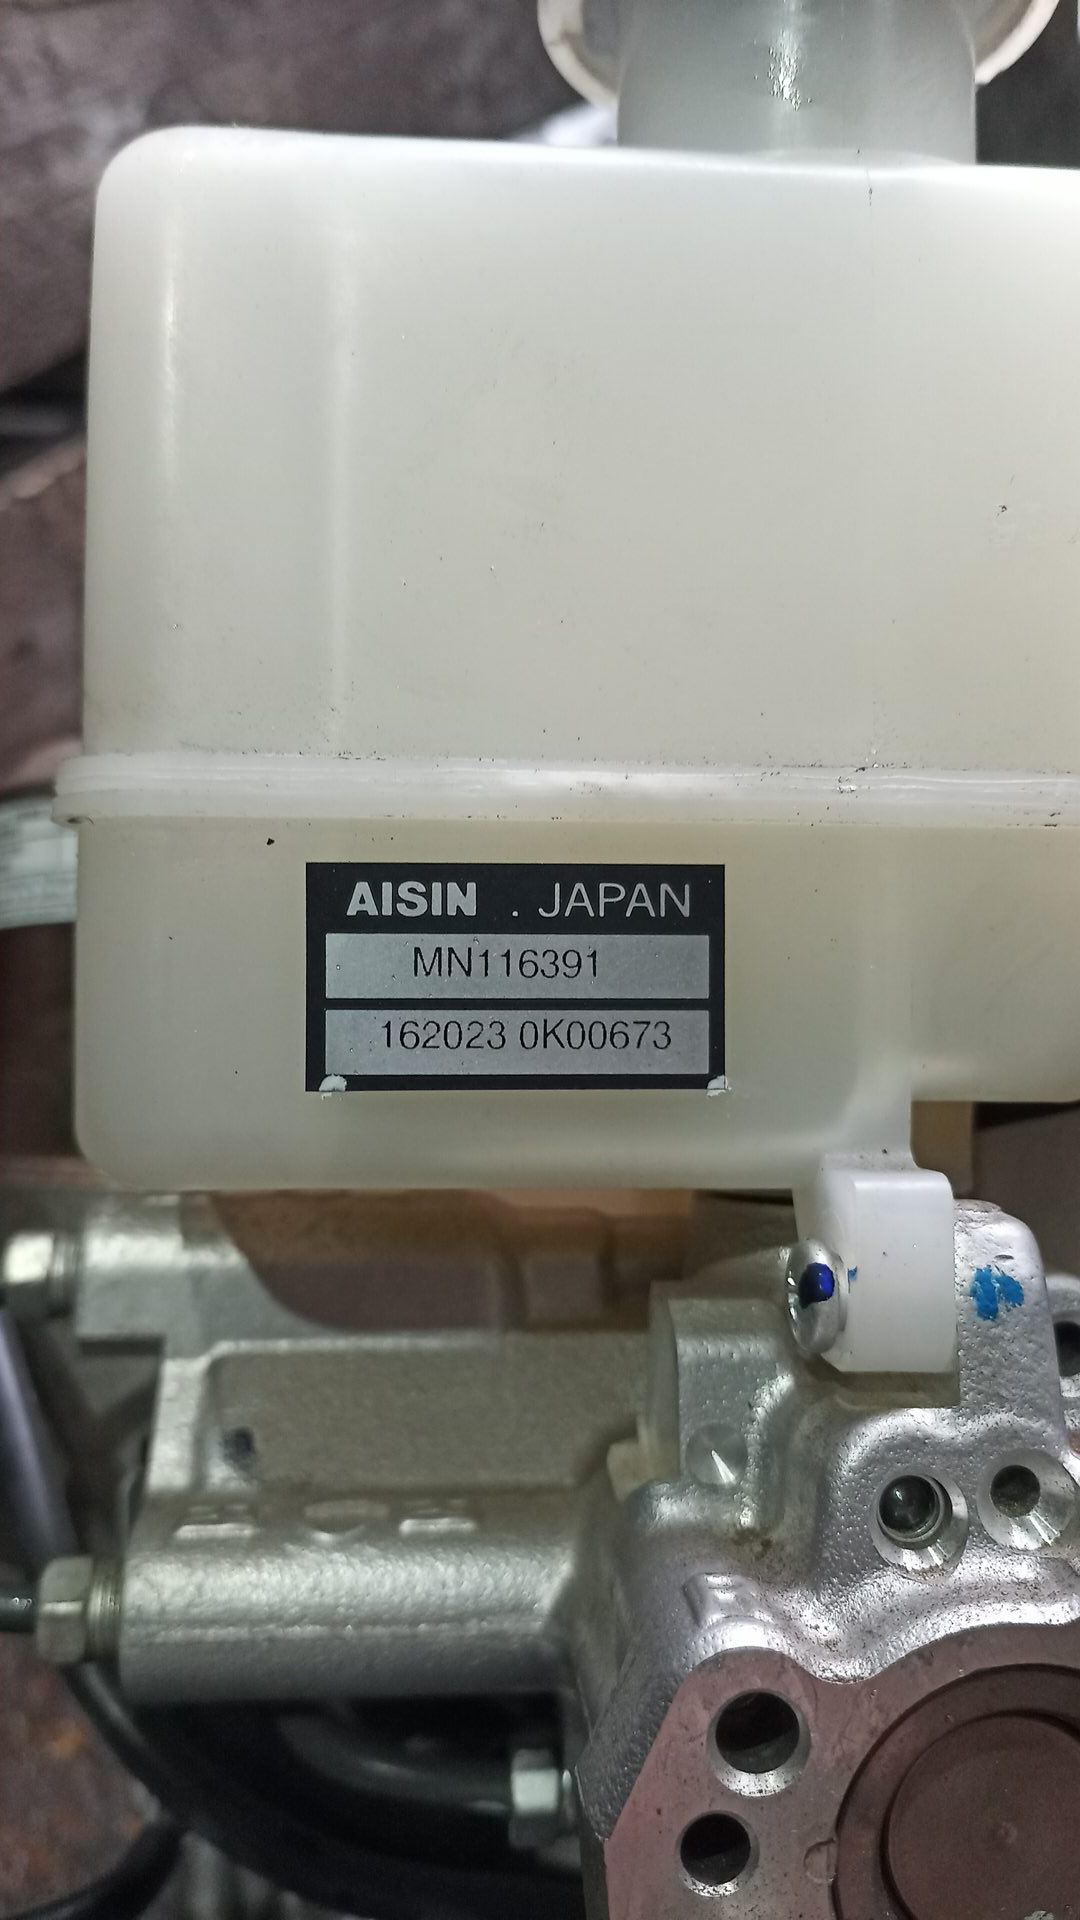 AISIN . JAPAN
MN116391
162023 0K00673